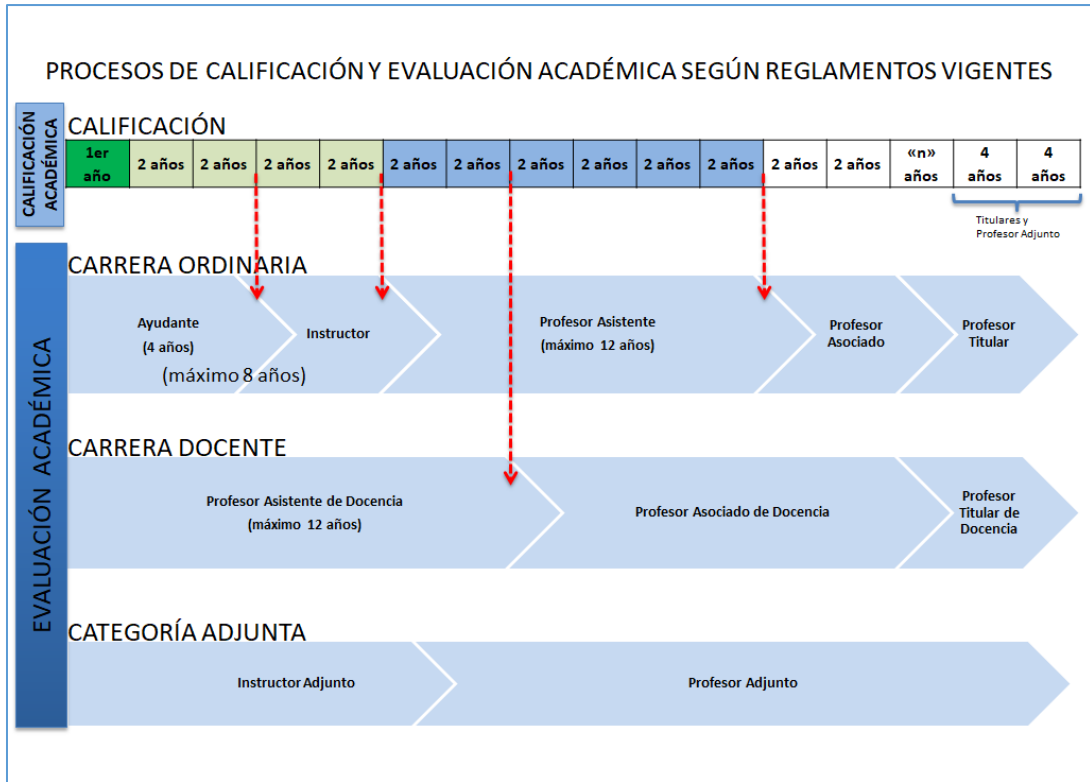 PROCESOS DE CALIFICACIÓN Y EVALUACIÓN ACADÉMICA SEGÚN REGLAMENTOS VIGENTES
CALIFICACIÓN
ACADÉMICA
CALIFICACIÓN
1er
año
2 años
2 años
2 años
2 años
2 años
2 años
2 años
2 años
2 años
2 años
2 años
2 años
«n»
años
4
años
4
años
Titulares y
Profesor Adjunto
EVALUACIÓN ACADÉMICA
CARRERA ORDINARIA
Ayudante
(4 años)
(máximo 8 años)
Instructor
Profesor Asistente
(máximo 12 años)
Profesor
Asociado
Profesor
Titular
CARRERA DOCENTE
Profesor Asistente de Docencia
(máximo 12 años)
Profesor Asociado de Docencia
Profesor
Titular de
Docencia
CATEGORÍA ADJUNTA
Instructor Adjunto
Profesor Adjunto